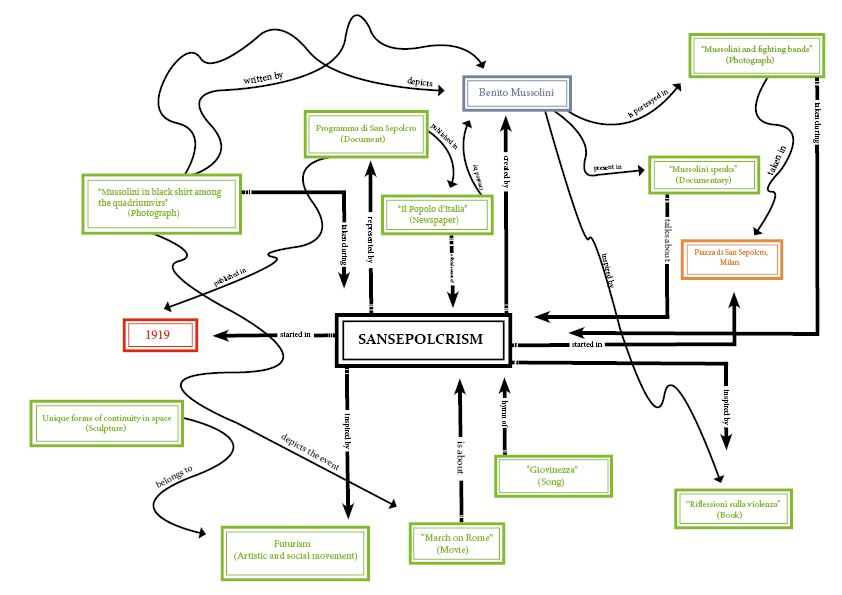 "Mussolini and fighting bands"
(Photograph)
written by
depicts
Benito Mussolini
is portrayed in
taken during
Programma di San Sepolcro
(Document)
published in
created by
created by
present in
"Mussolini speaks"
(Documentary)
taken in
"Mussolini in black shirt among
the quadriumvirs"
(Photograph)
taken during
represented by
"Il Popolo d'Italia"
(Newspaper)
talks about
Piazza di San Sepolcro,
Milan
inspired by
published in
1919
started in
SANSEPOLCRISM
started in
inspired by
Unique forms of continuity in space
(Sculpture)
belongs to
depicts the event
inspired by
is about
hymn of
"Giovinezza"
(Song)
"Riflessioni sulla violenza"
(Book)
Futurism
(Artistic and social movement)
"March on Rome"
(Movie)